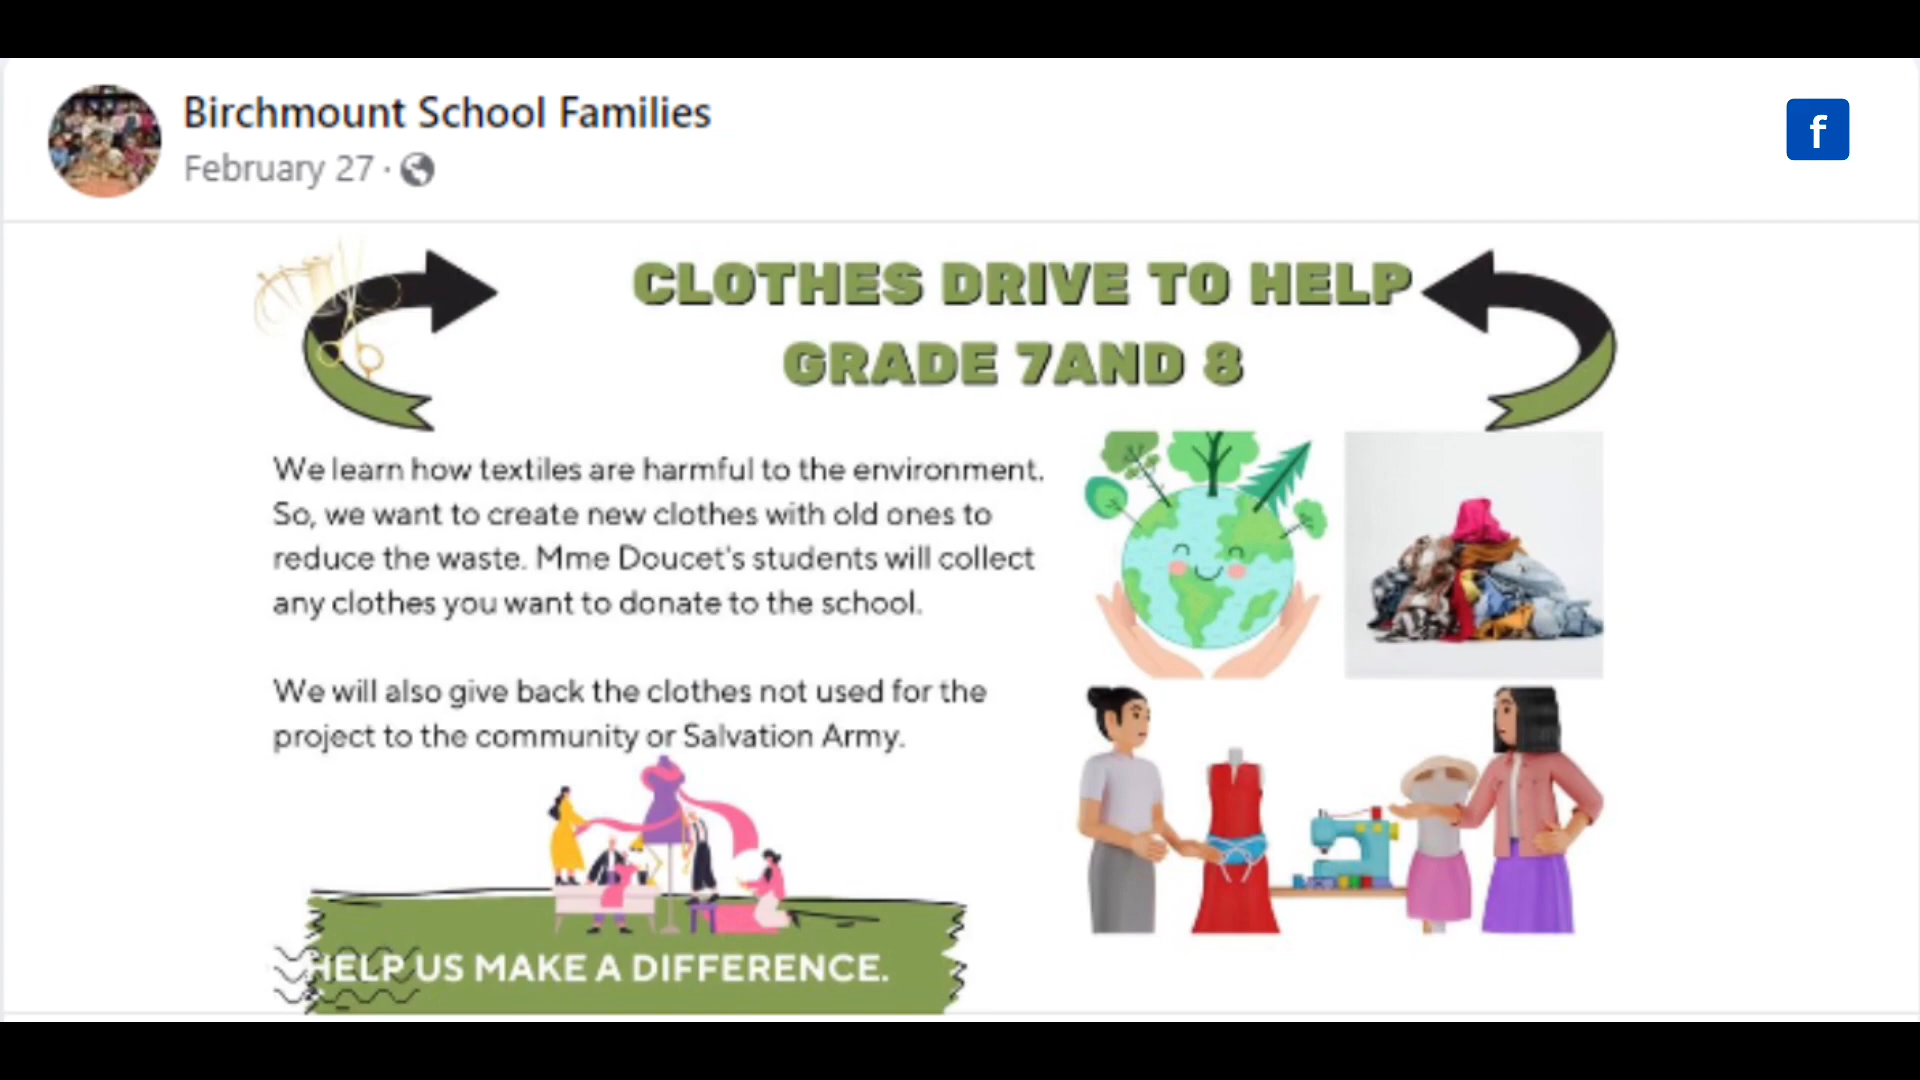 Birchmount School Families
February 27 ·
f
CLOTHES DRIVE TO HELP
GRADE 7AND 8
We learn how textiles are harmful to the environment.
So, we want to create new clothes with old ones to
reduce the waste. Mme Doucet's students will collect
any clothes you want to donate to the school.
We will also give back the clothes not used for the
project to the community or Salvation Army.
HELP US MAKE A DIFFERENCE.